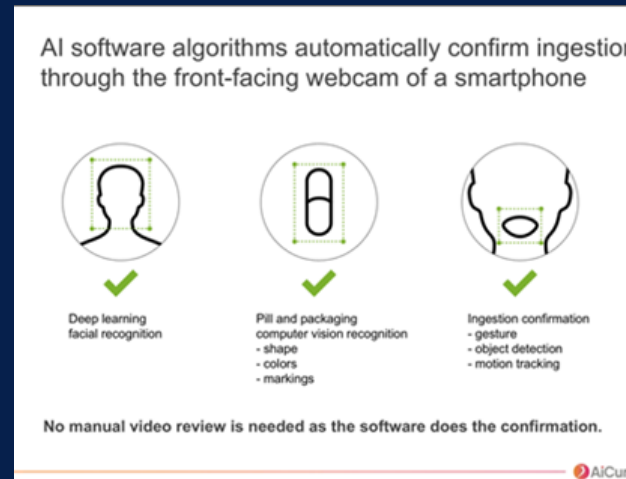 AI software algorithms automatically confirm ingestion
through the front-facing webcam of a smartphone
Deep learning
facial recognition
Pill and packaging
computer vision recognition
- shape
- colors
- markings
Ingestion confirmation
- gesture
- object detection
- motion tracking
No manual video review is needed as the software does the confirmation.
AiCur